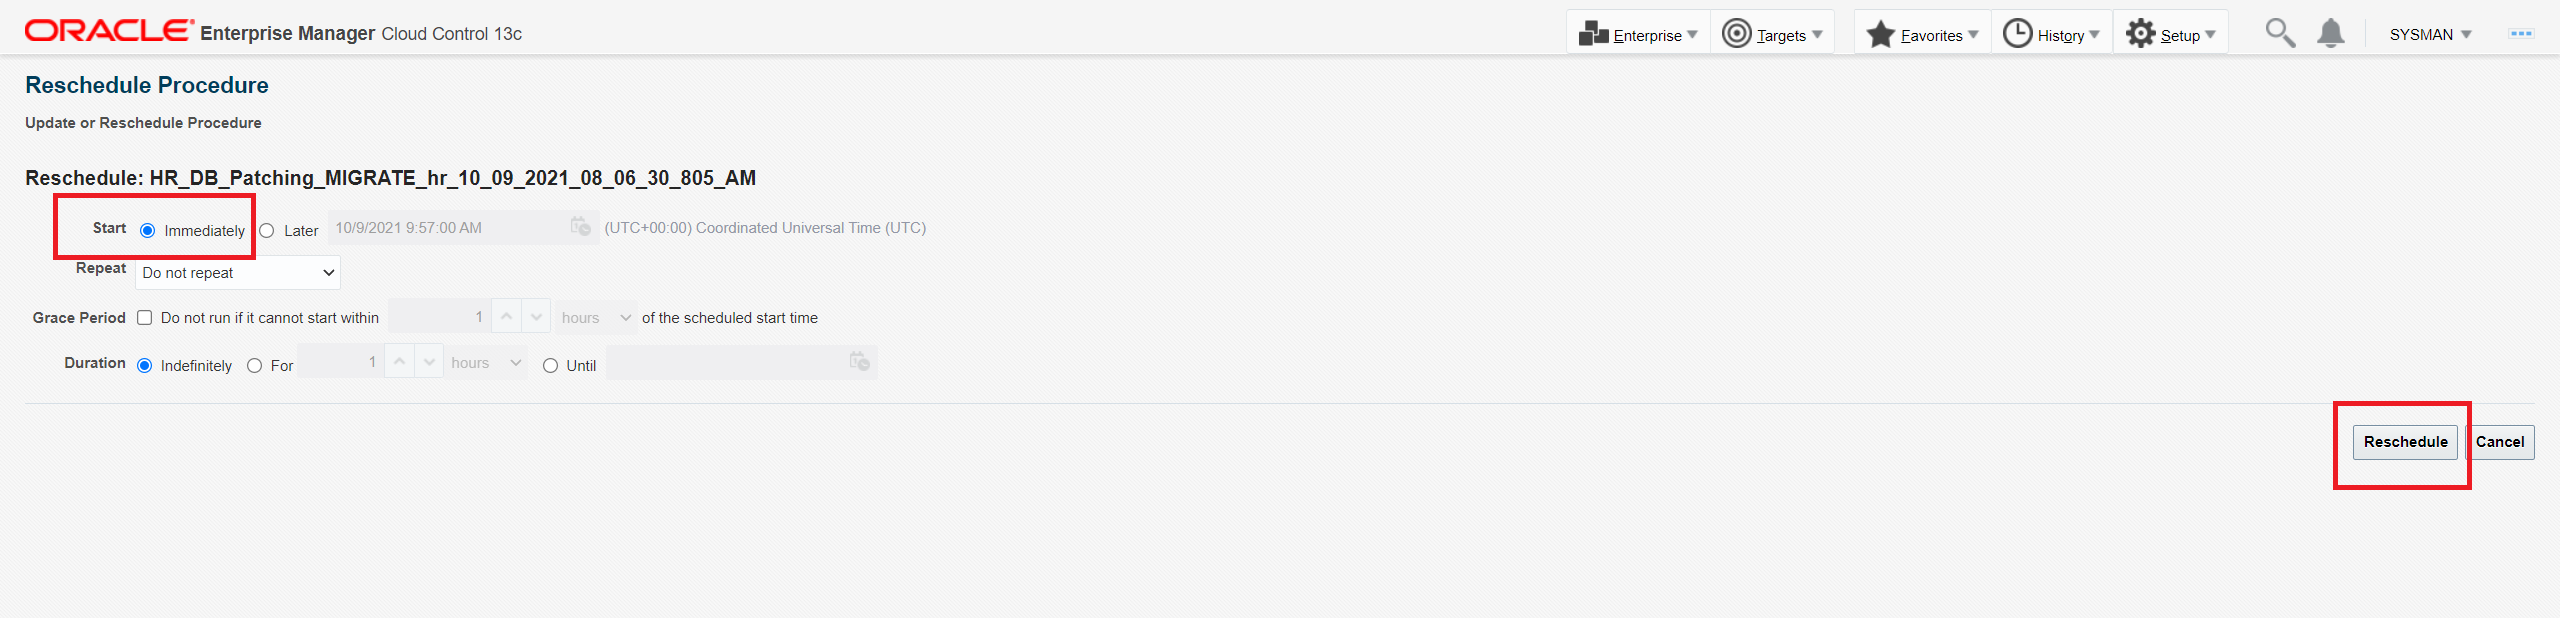 ORACLE Enterprise Manager Cloud Control 13c Enterprise Targets Favorites History Setup SYSMAN
Reschedule Procedure
Update or Reschedule Procedure
Reschedule: HR_DB_Patching_MIGRATE_hr_10_09_2021_08_06_30_805_AM
Start Immediately Later 10/9/2021 9:57:00 AM (UTC+00:00) Coordinated Universal Time (UTC)
Repeat Do not repeat
Grace Period Do not run if it cannot start within 1 hours of the scheduled start time
Duration Indefinitely For 1 hours Until
Reschedule Cancel